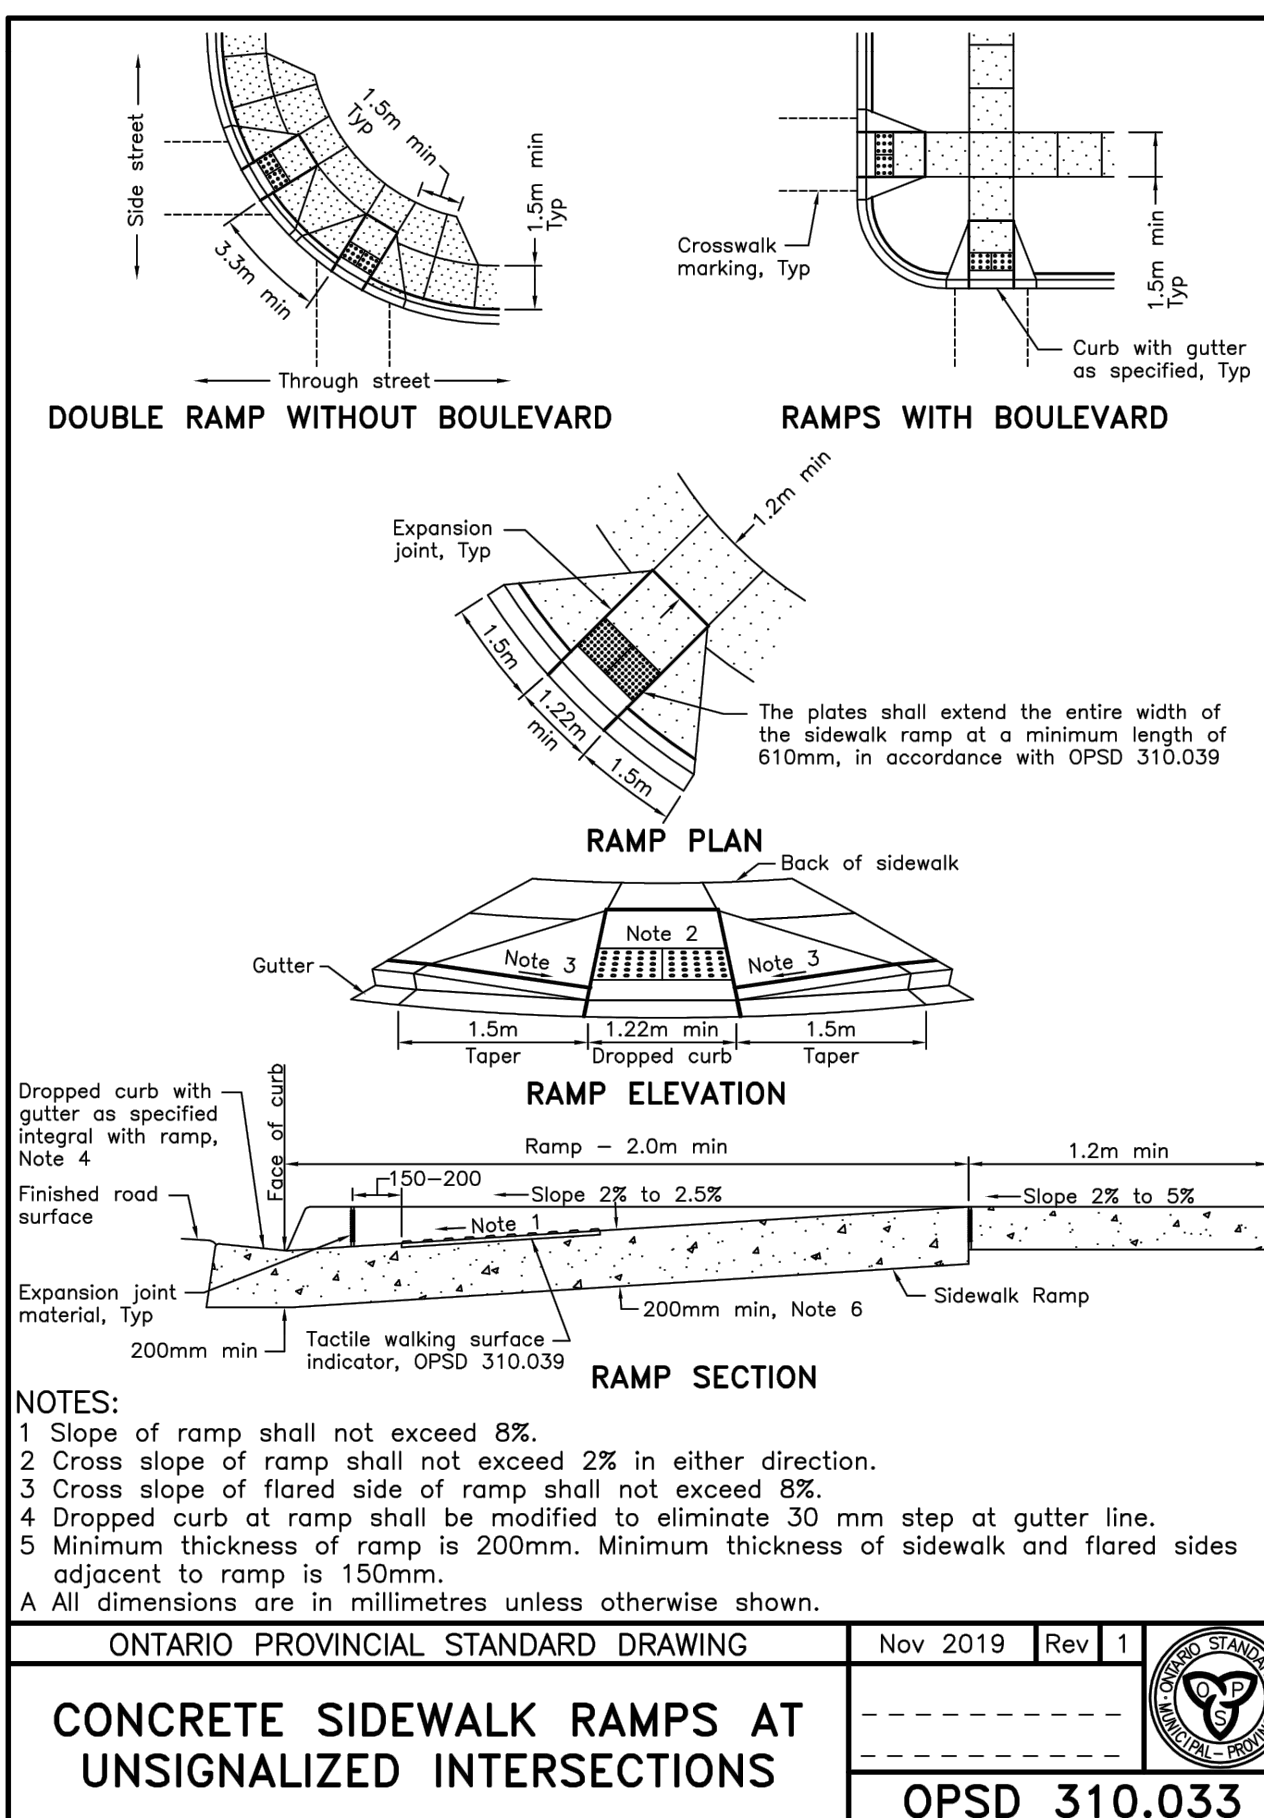 1.5m min
Typ
Side street
1.5m min
Typ
3.3m min
Through street
DOUBLE RAMP WITHOUT BOULEVARD
1.5m min
Typ
Crosswalk
marking, Typ
Curb with gutter
as specified, Typ
RAMPS WITH BOULEVARD
1.2m min
Expansion
joint, Typ
1.5m
1.22m
min
1.5m
The plates shall extend the entire width of
the sidewalk ramp at a minimum length of
610mm, in accordance with OPSD 310.039
RAMP PLAN
Back of sidewalk
Note 2
Note 3
Note 3
Gutter
1.5m
Taper
1.22m min
Dropped curb
1.5m
Taper
RAMP ELEVATION
Dropped curb with
gutter as specified
integral with ramp,
Note 4
Face of curb
Ramp – 2.0m min
1.2m min
150–200
Slope 2% to 2.5%
Slope 2% to 5%
Finished road
surface
Note 1
Expansion joint
material, Typ
200mm min
Tactile walking surface
indicator, OPSD 310.039
200mm min, Note 6
Sidewalk Ramp
RAMP SECTION
NOTES:
1 Slope of ramp shall not exceed 8%.
2 Cross slope of ramp shall not exceed 2% in either direction.
3 Cross slope of flared side of ramp shall not exceed 8%.
4 Dropped curb at ramp shall be modified to eliminate 30 mm step at gutter line.
5 Minimum thickness of ramp is 200mm. Minimum thickness of sidewalk and flared sides
adjacent to ramp is 150mm.
A All dimensions are in millimetres unless otherwise shown.
ONTARIO PROVINCIAL STANDARD DRAWING
Nov 2019 Rev 1
CONCRETE SIDEWALK RAMPS AT
UNSIGNALIZED INTERSECTIONS
OPS
OPSD 310.033